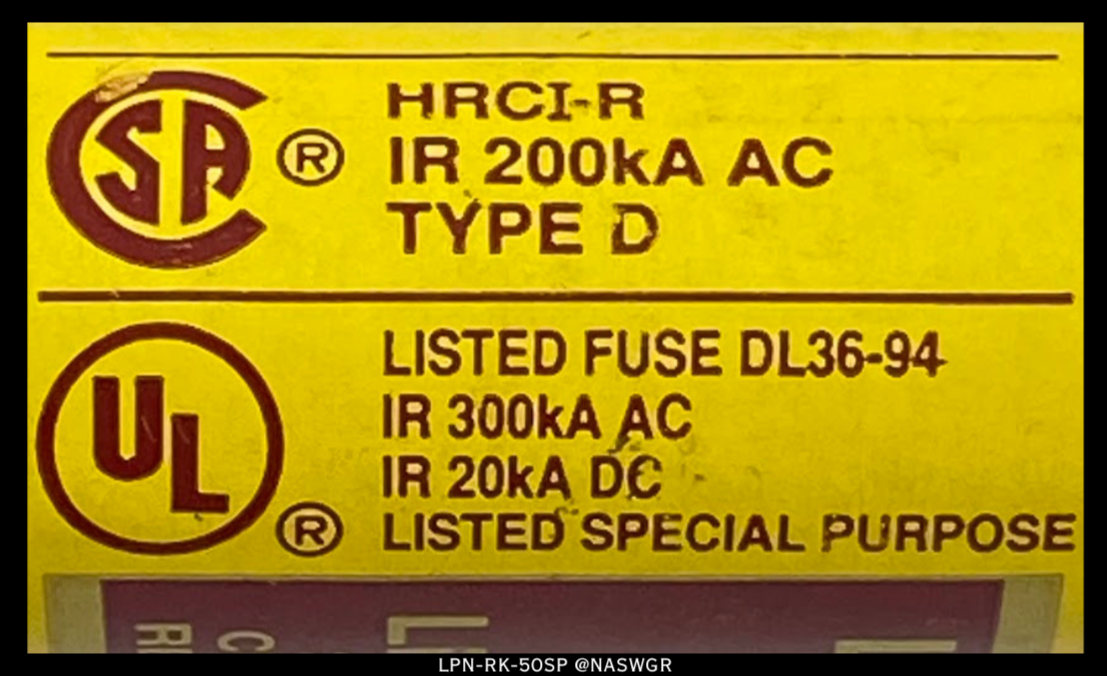 CSA ® HRCI-R
IR 200kA AC
TYPE D
UL ® LISTED FUSE DL36-94
IR 300kA AC
IR 20kA DC
LISTED SPECIAL PURPOSE
LPN-RK-50SP @NASWGR